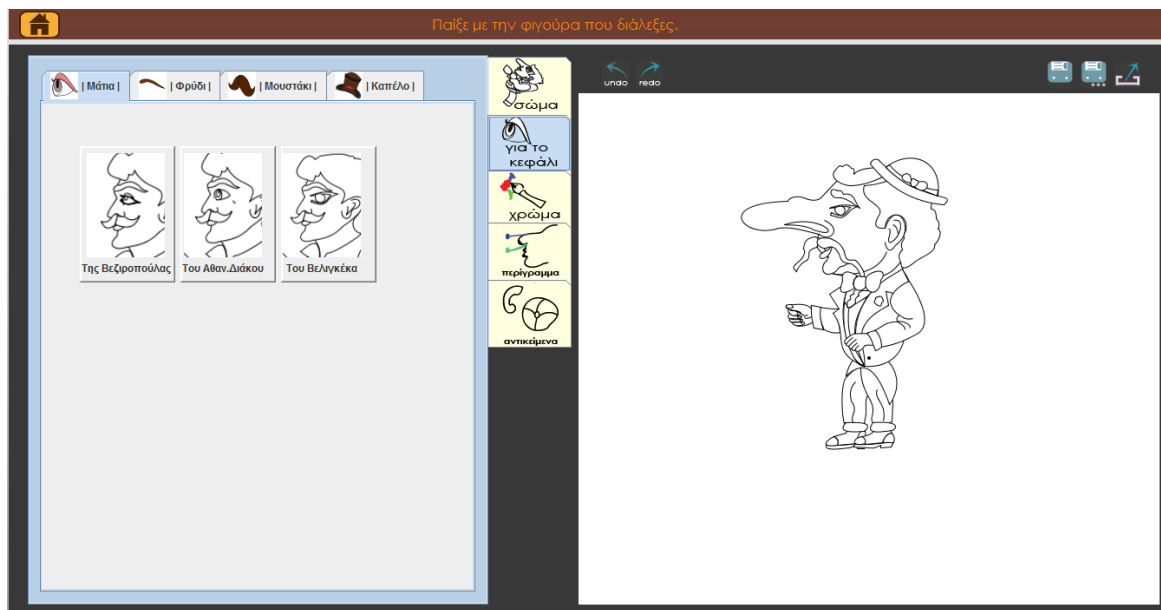 Παίξε με την φιγούρα που διάλεξες.
| Μάτια |
| Φρύδι |
| Μουστάκι |
| Καπέλο |
σώμα
undo
redo
για το
κεφάλι
χρώμα
περίγραμμα
αντικείμενα
Της Βεζιροπούλας
Του Αθαν.Διάκου
Του Βελιγκέκα